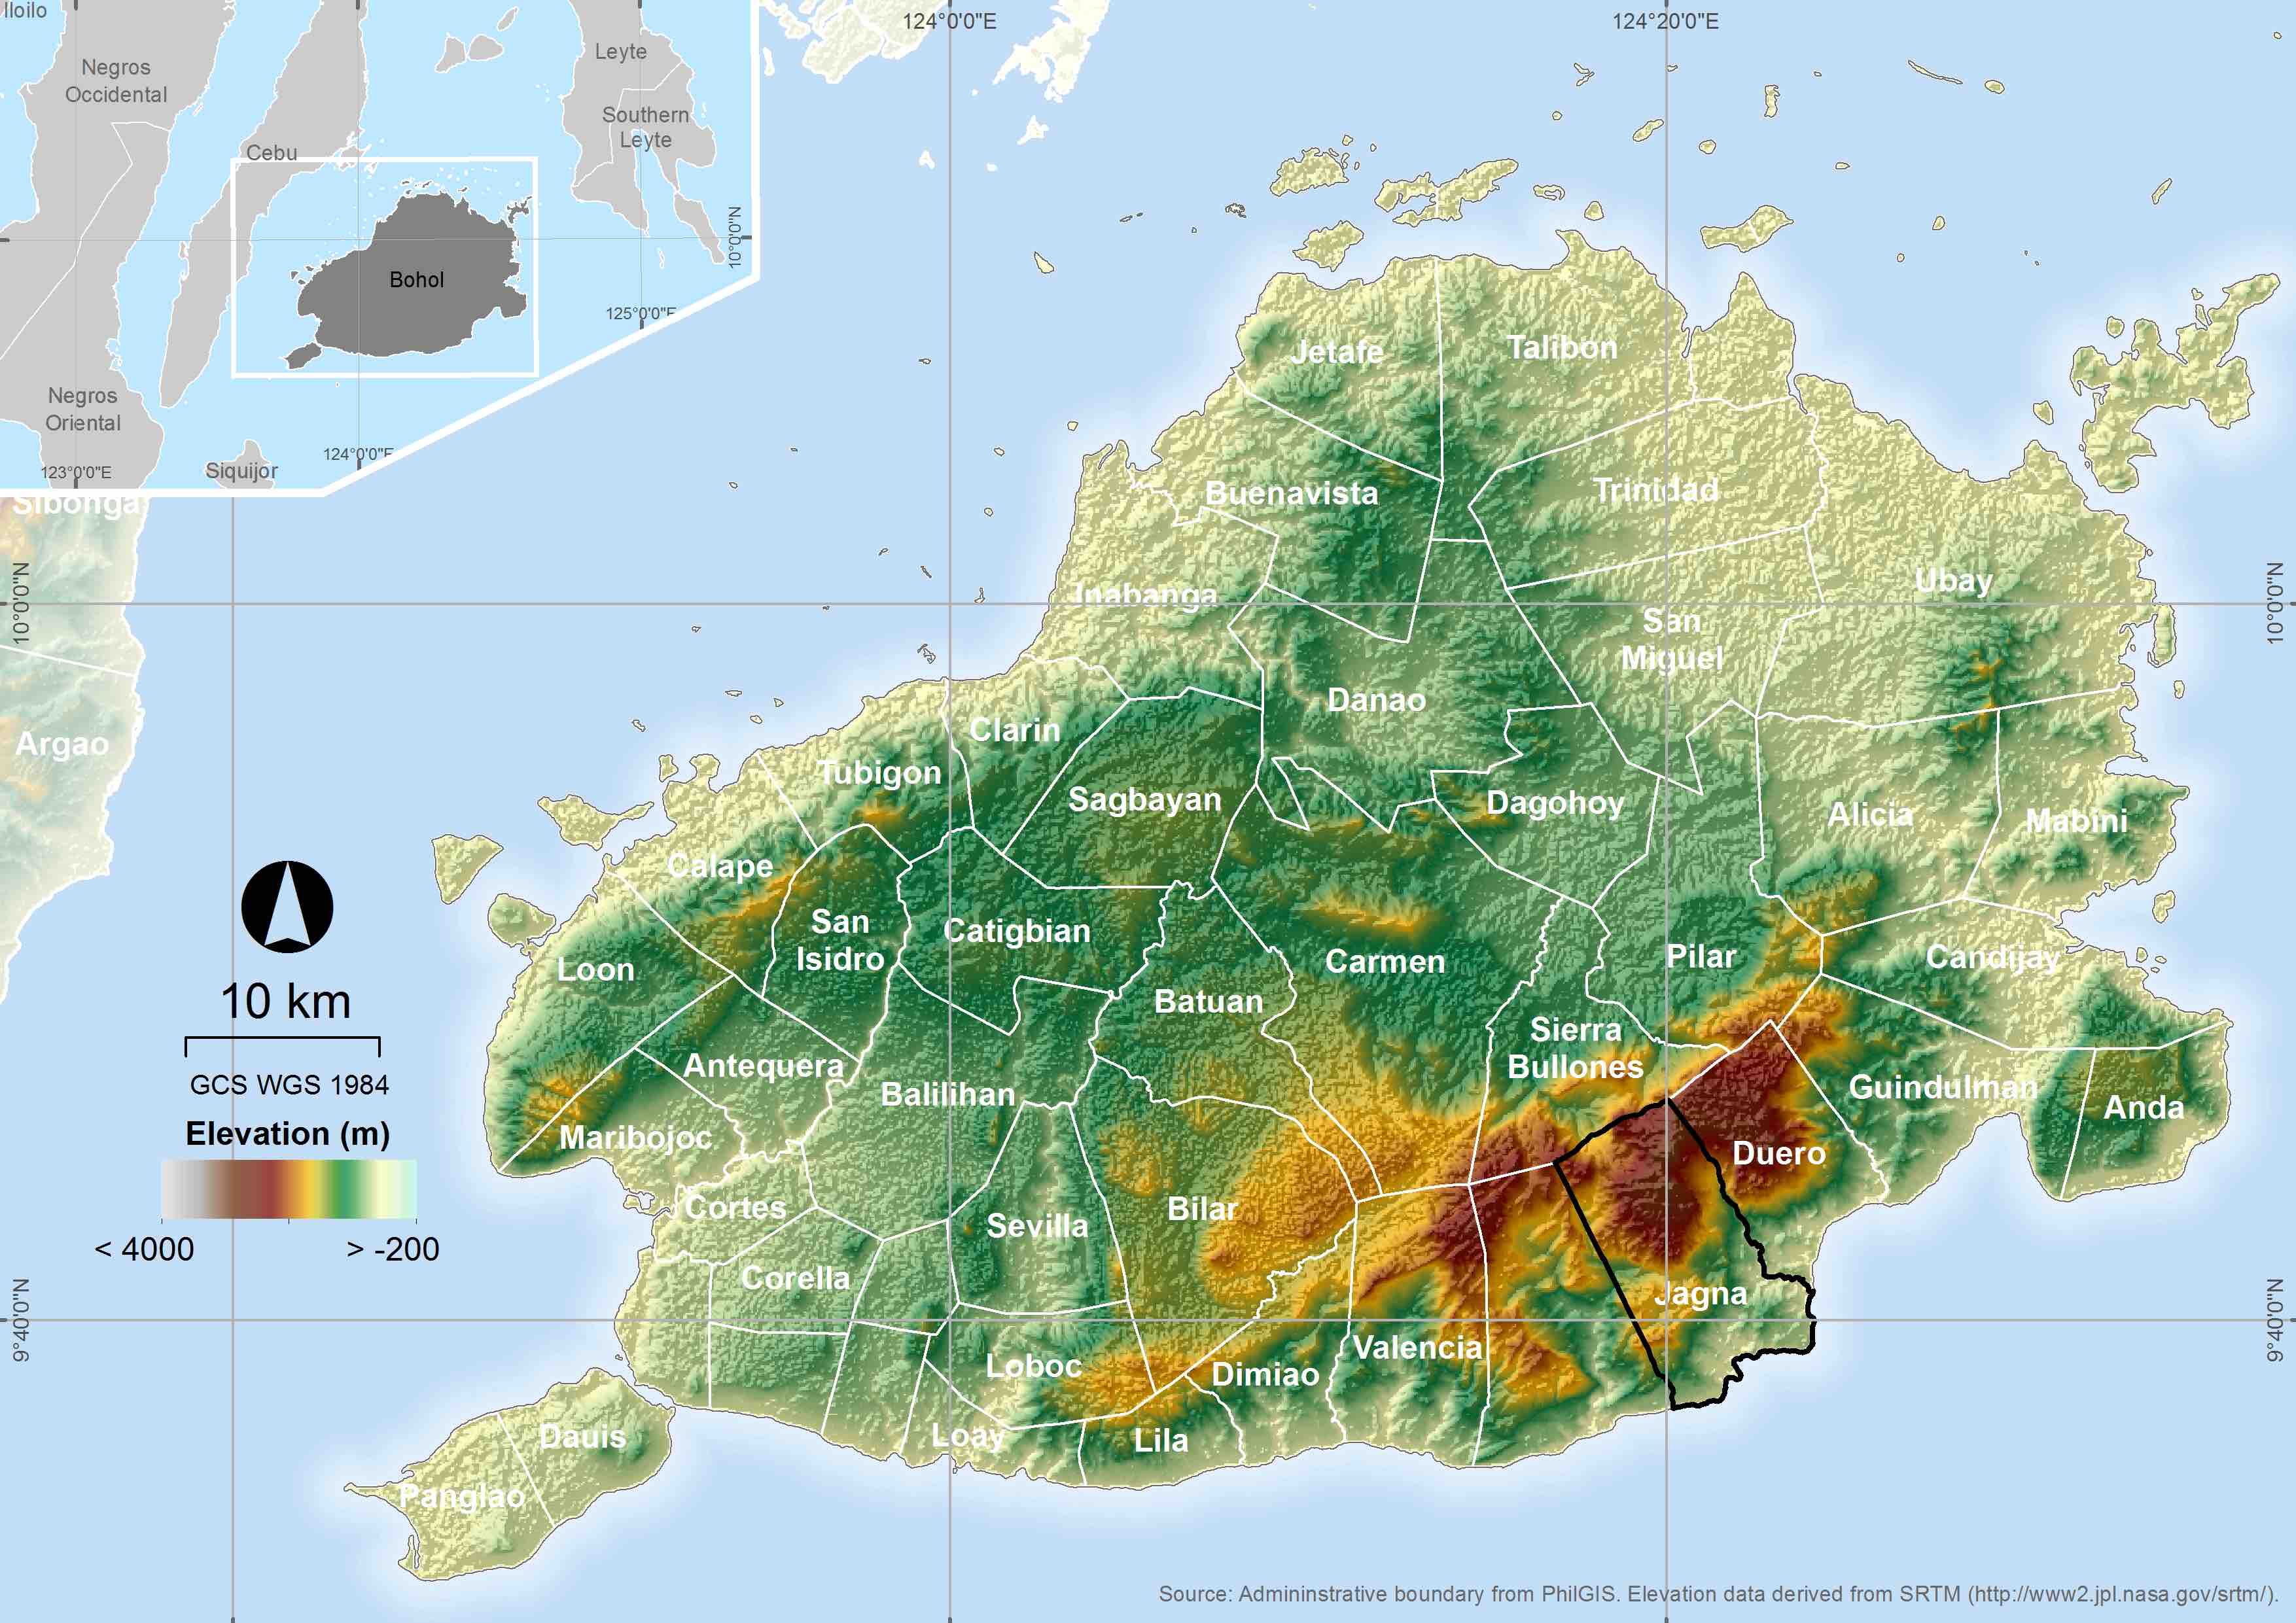 lloilo
Negros
Occidental
Leyte
Southern
Leyte
Cebu
Bohol
10°0'0"N
125°0'0"E
Negros
Oriental
124°0'0"E
123°0'0"E
Siquijor
124°0'0"E
124°20'0"E
Sibonga
Argao
10°0'0"N
10°0'0"N
9°40'0"N
9°40'0"N
Jetafe
Talibon
Buenavista
Trinidad
Inabanga
Ubay
San
Miguel
Danao
Clarin
Tubigon
Sagbayan
Dagohoy
Alicia
Mabini
Calape
San
Isidro
Catigbian
Carmen
Pilar
Candijay
Loon
Batuan
Sierra
Bullones
Antequera
Balilihan
Guindulman
Anda
Maribojoc
Duero
Cortes
Sevilla
Bilar
Corella
Jagna
Loboc
Dimiao
Valencia
Dauis
Loay
Lila
Panglao
10 km
GCS WGS 1984
Elevation (m)
< 4000 > -200
Source: Admininstrative boundary from PhilGIS. Elevation data derived from SRTM (http://www2.jpl.nasa.gov/srtm/).